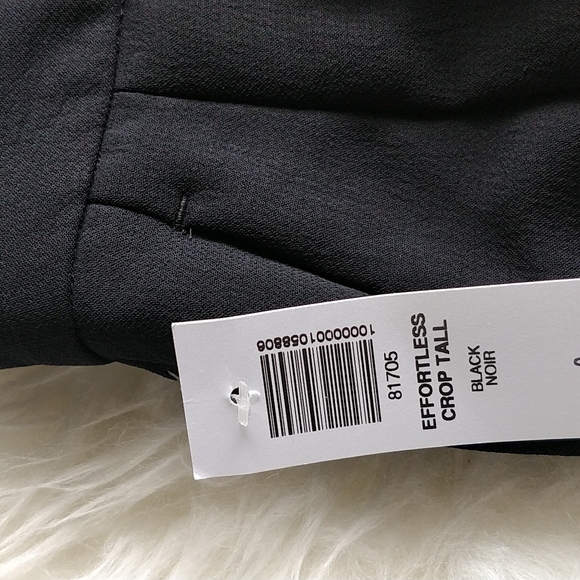 10000001058806
81705
EFFORTLESS
CROP TALL
BLACK
NOIR